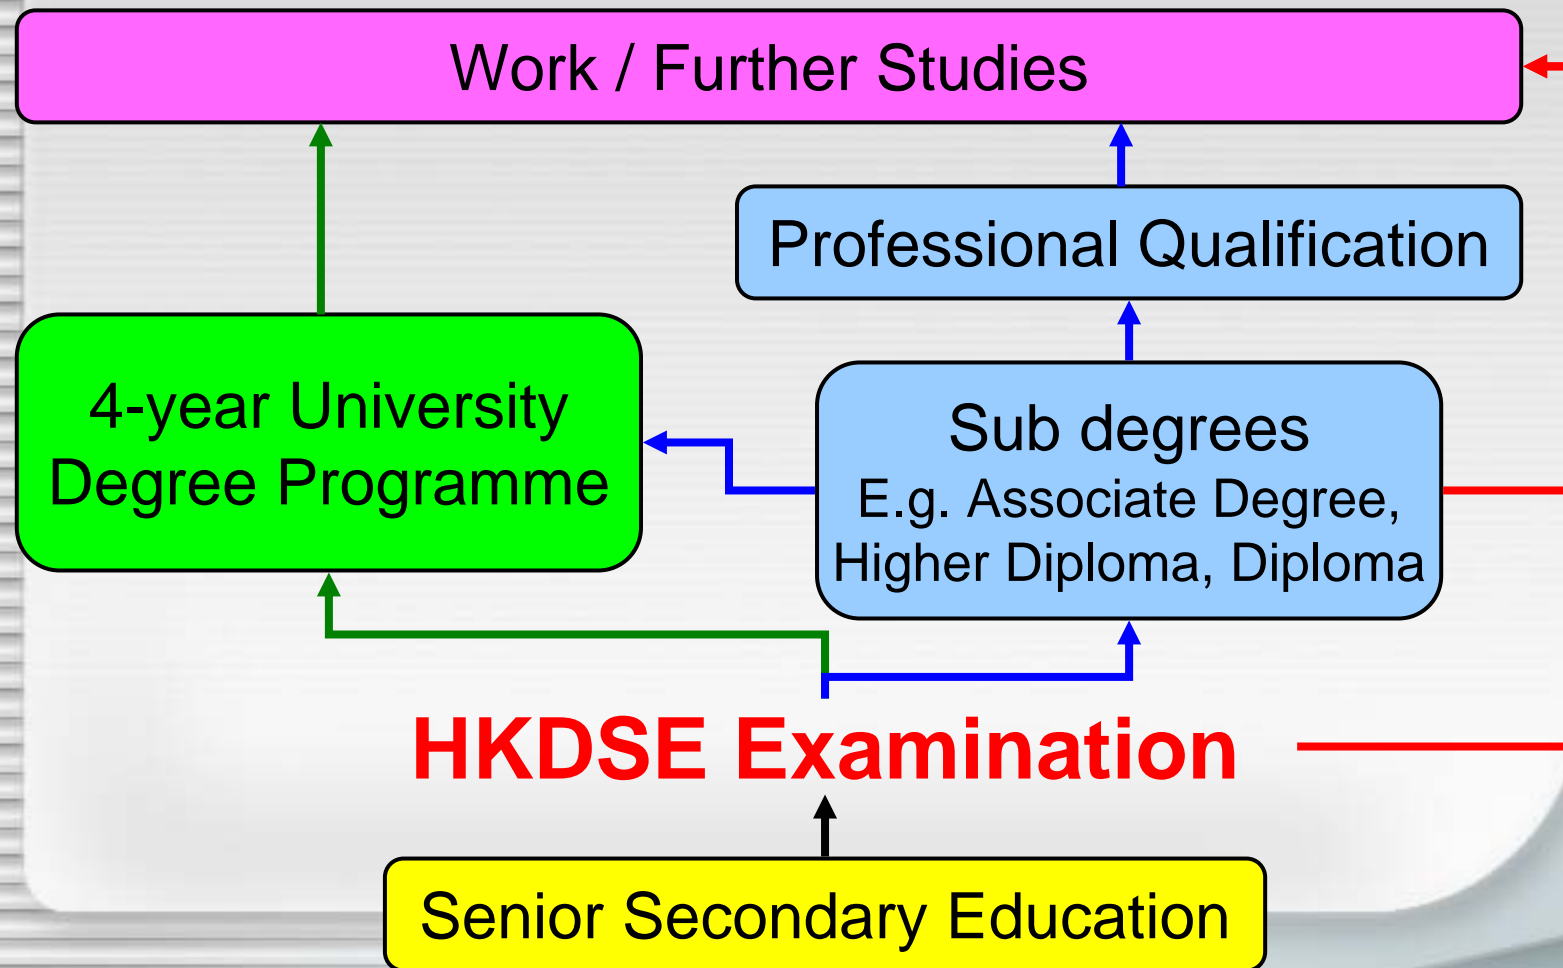 Work / Further Studies
Professional Qualification
4-year University
Degree Programme
Sub degrees
E.g. Associate Degree,
Higher Diploma, Diploma
HKDSE Examination
Senior Secondary Education